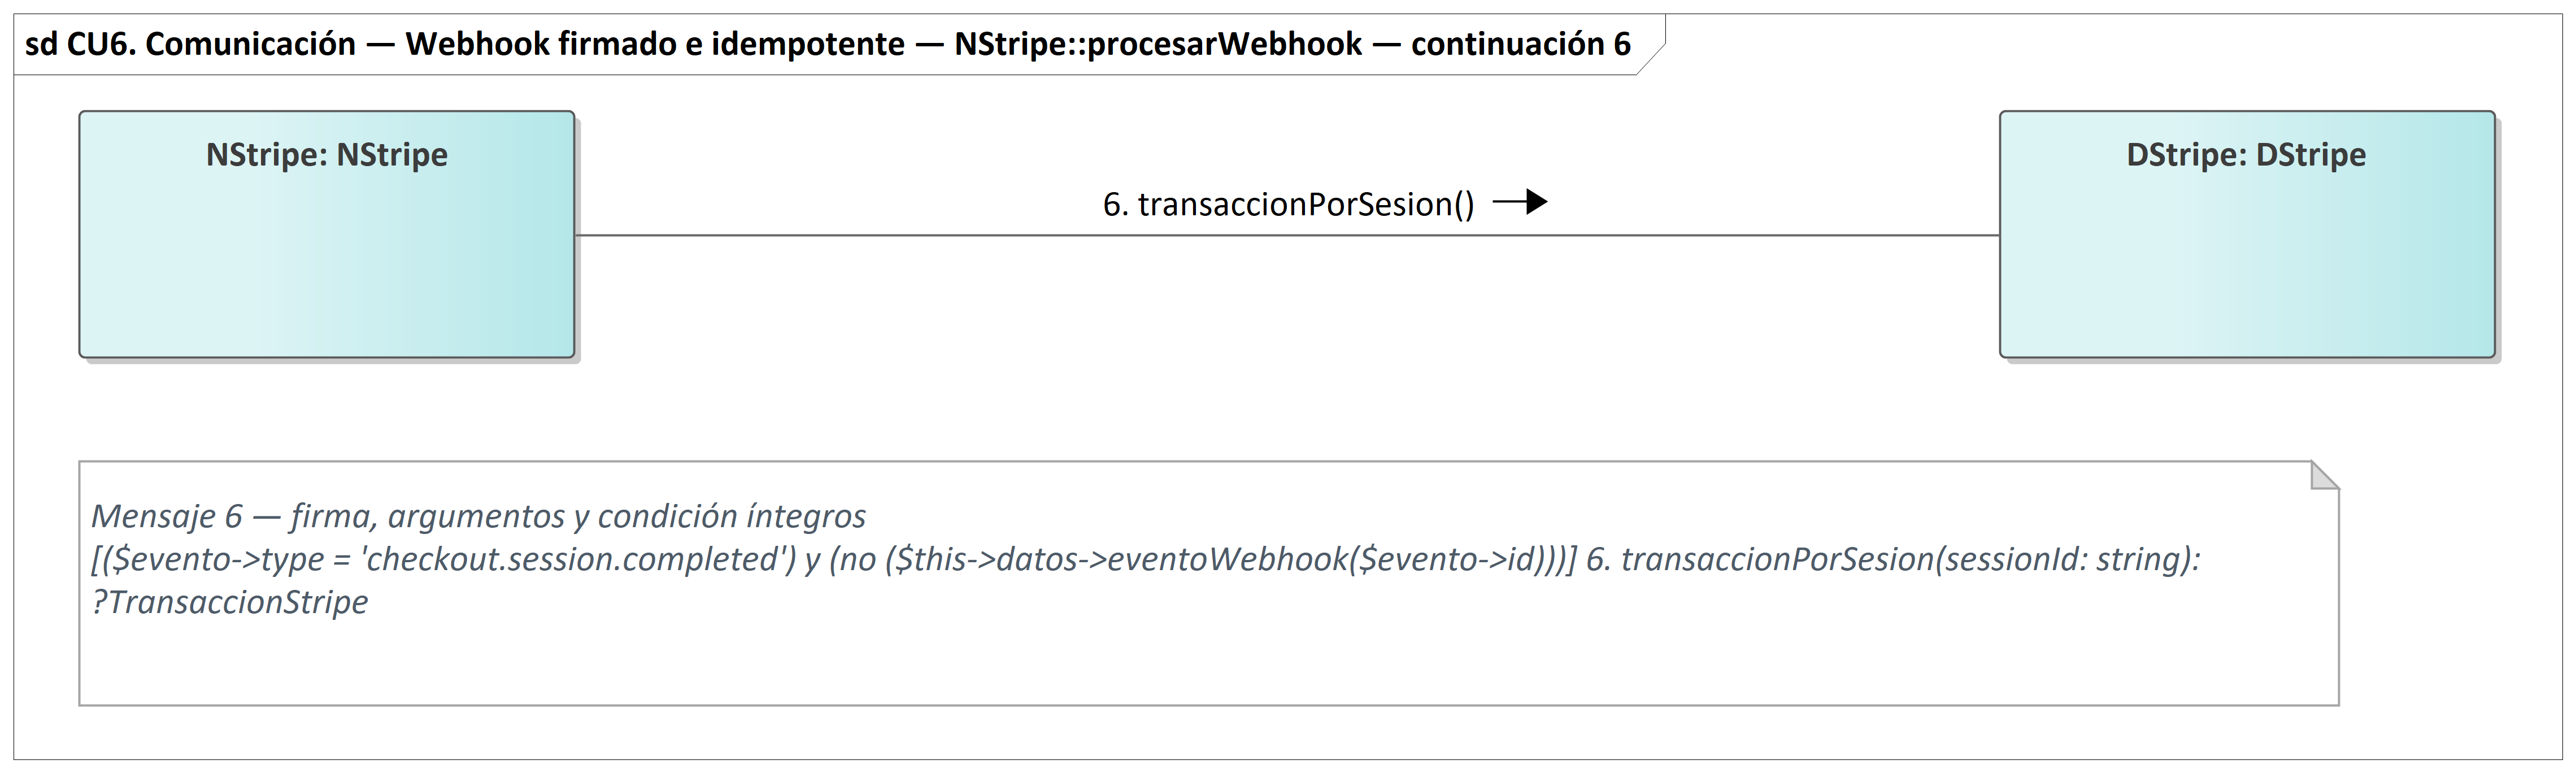 sd CU6. Comunicación — Webhook firmado e idempotente — NStripe::procesarWebhook — continuación 6
NStripe: NStripe
DStripe: DStripe
6. transaccionPorSesion()
Mensaje 6 — firma, argumentos y condición íntegros
[($evento->type = 'checkout.session.completed') y (no ($this->datos->eventoWebhook($evento->id)))] 6. transaccionPorSesion(sessionId: string):
?TransaccionStripe